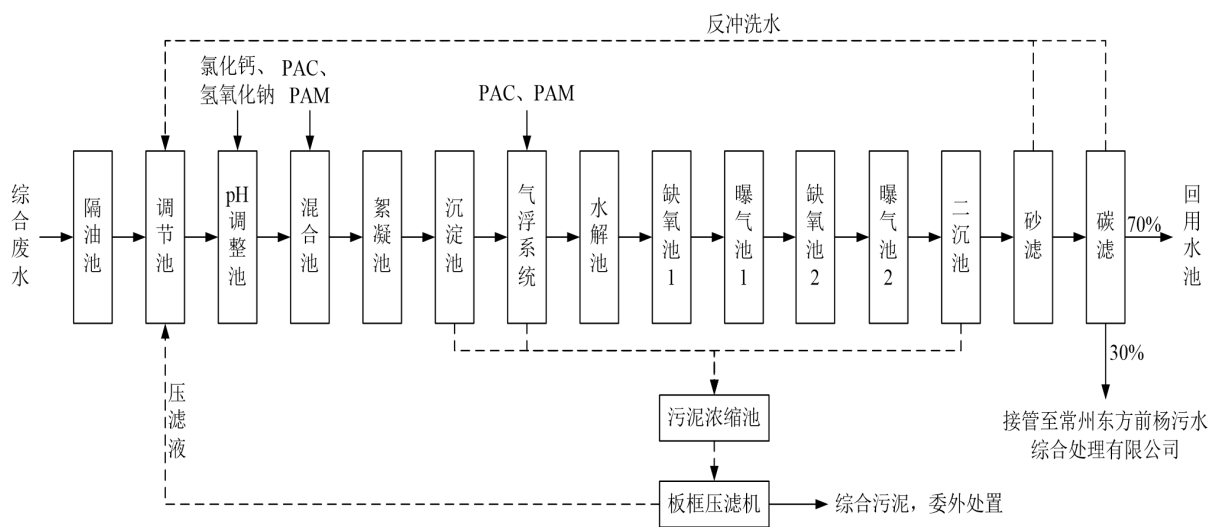 反冲洗水
氯化钙、
氢氧化钠
PAC、
PAM
PAC、PAM
综合废水
隔油池
调节池
pH
调整池
混合池
絮凝池
沉淀池
气浮系统
水解池
缺氧池1
曝气池1
缺氧池2
曝气池2
二沉池
砂滤
碳滤
70%
回用水池
30%
压滤液
污泥浓缩池
接管至常州东方前杨污水
综合处理有限公司
板框压滤机
综合污泥，委外处置